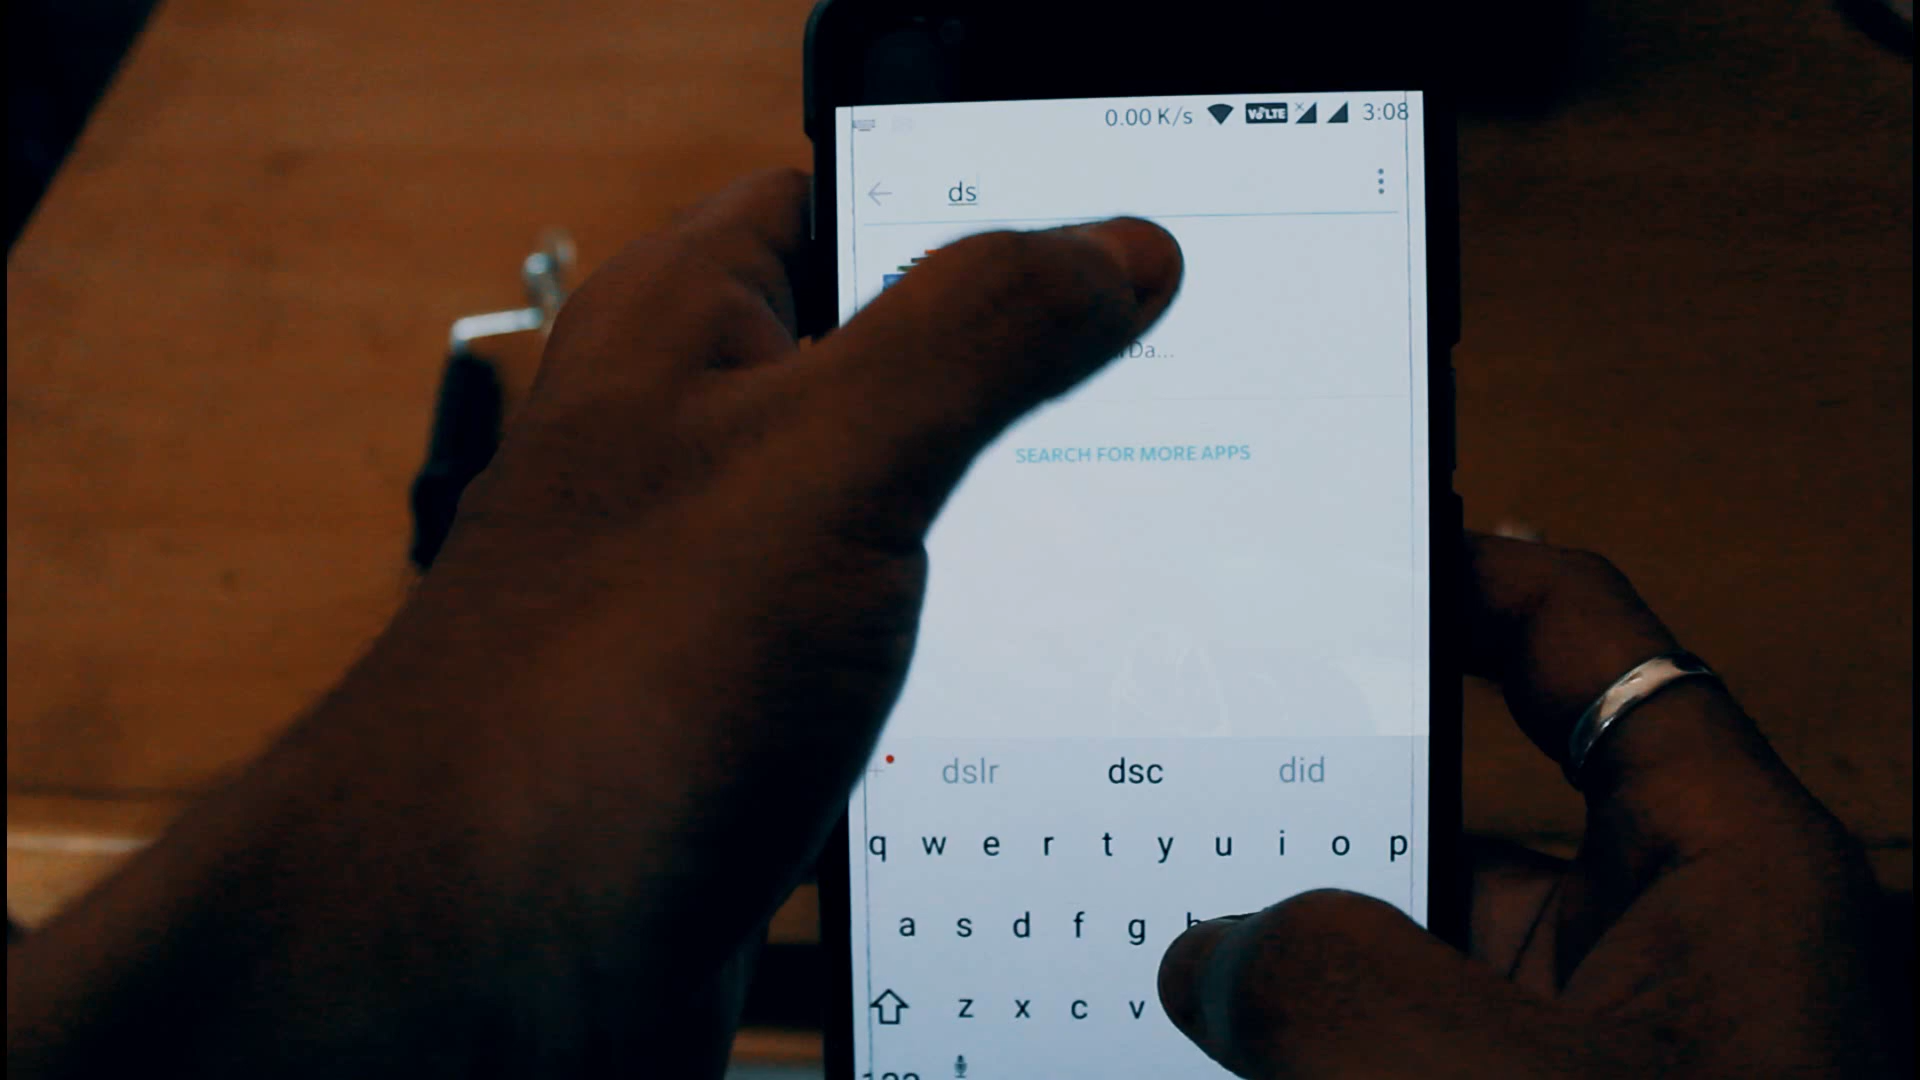 0.00 K/s VoLTE 3:08
ds
Da...
SEARCH FOR MORE APPS
dslr dsc did
q w e r t y u i o p
a s d f g h
z x c v